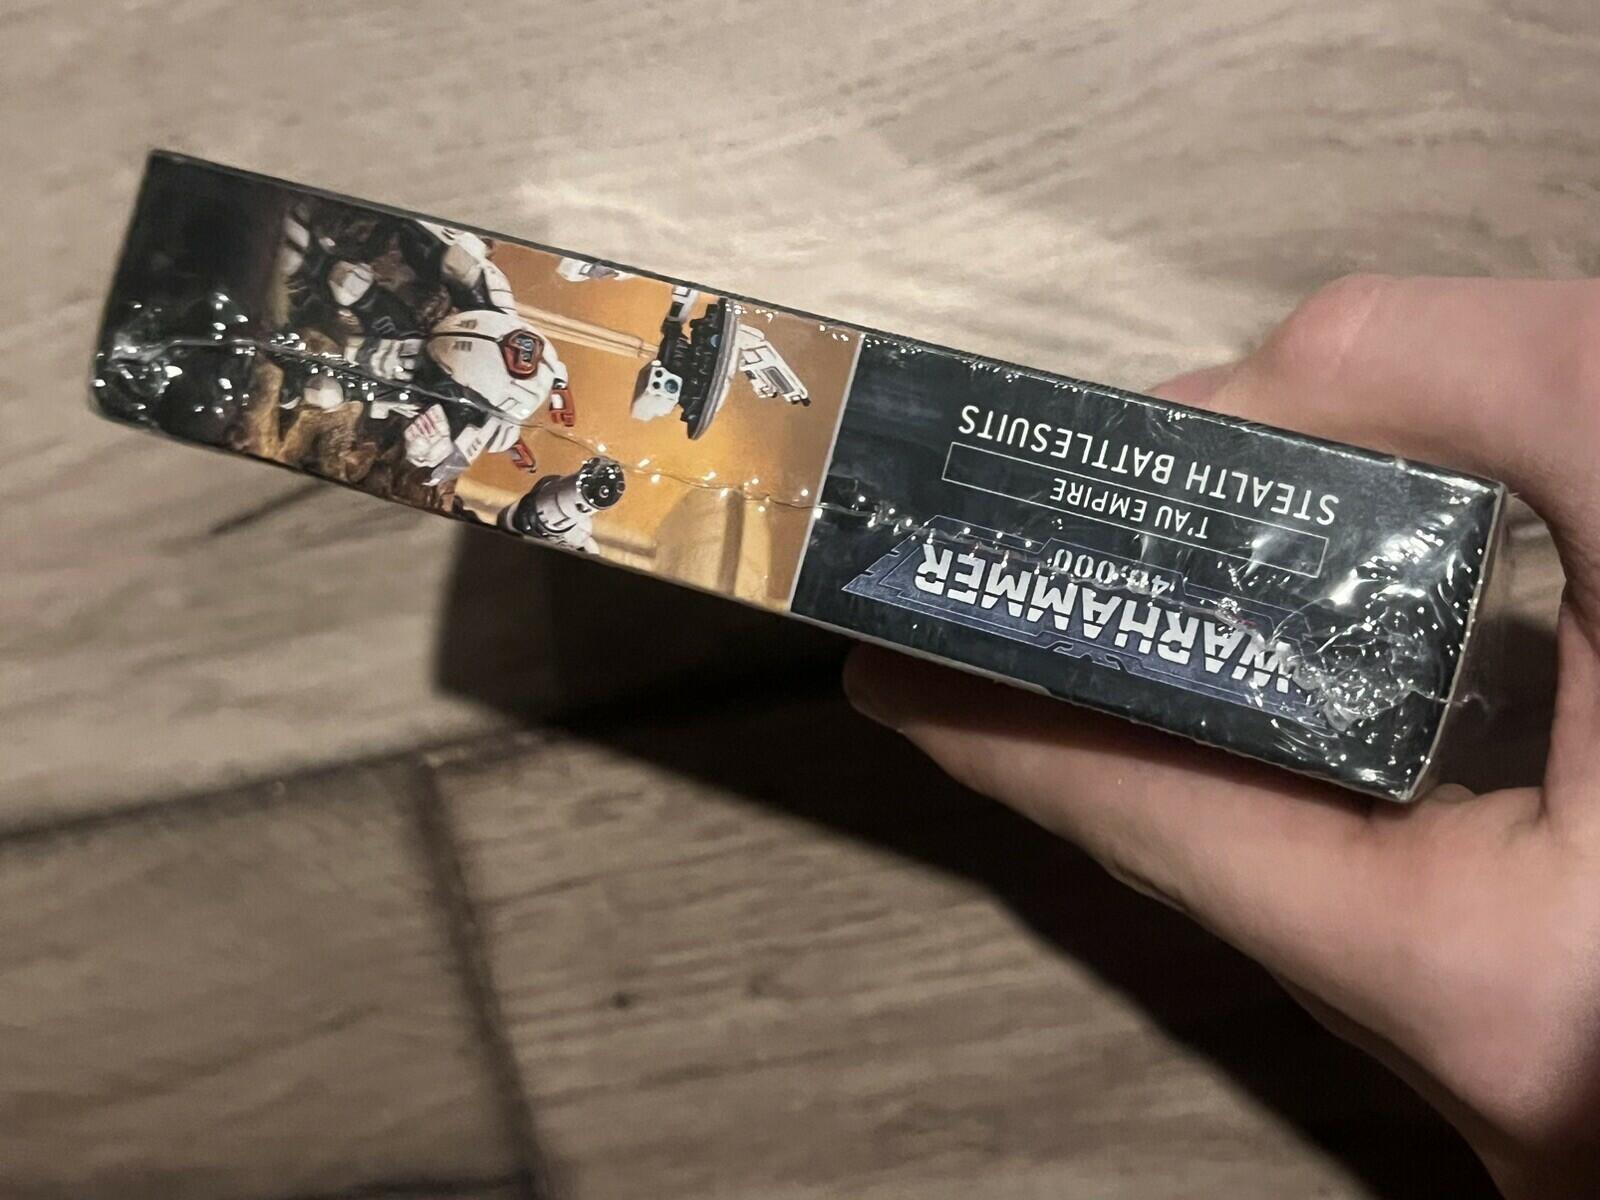 WARHAMMER
40,000
T'AU EMPIRE
STEALTH BATTLESUITS